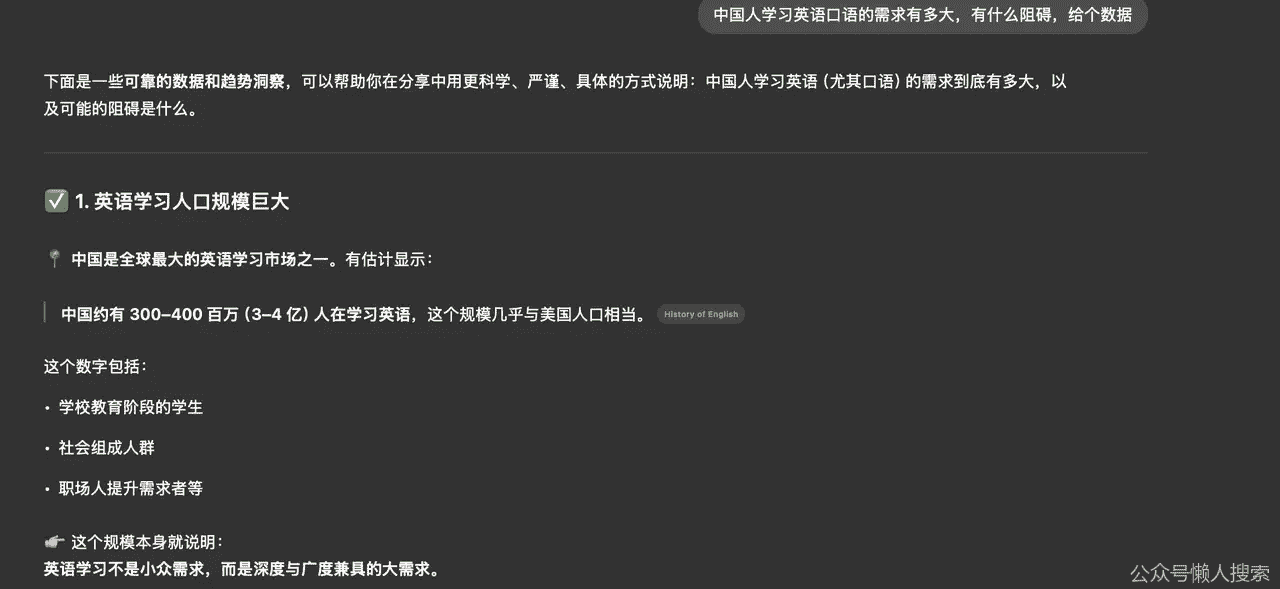 中国人学习英语口语的需求有多大，有什么阻碍，给个数据
下面是一些可靠的数据和趋势洞察，可以帮助你在分享中用更科学、严谨、具体的方式说明：中国人学习英语（尤其口语）的需求到底有多大，以
及可能的阻碍是什么。
1. 英语学习人口规模巨大
中国是全球最大的英语学习市场之一。有估计显示：
中国约有 300–400 百万（3–4 亿）人在学习英语，这个规模几乎与美国人口相当。 History of English
这个数字包括：
• 学校教育阶段的学生
• 社会组成人群
• 职场人提升需求者等
这个规模本身就说明：
英语学习不是小众需求，而是深度与广度兼具的大需求。
公众号懒人搜索